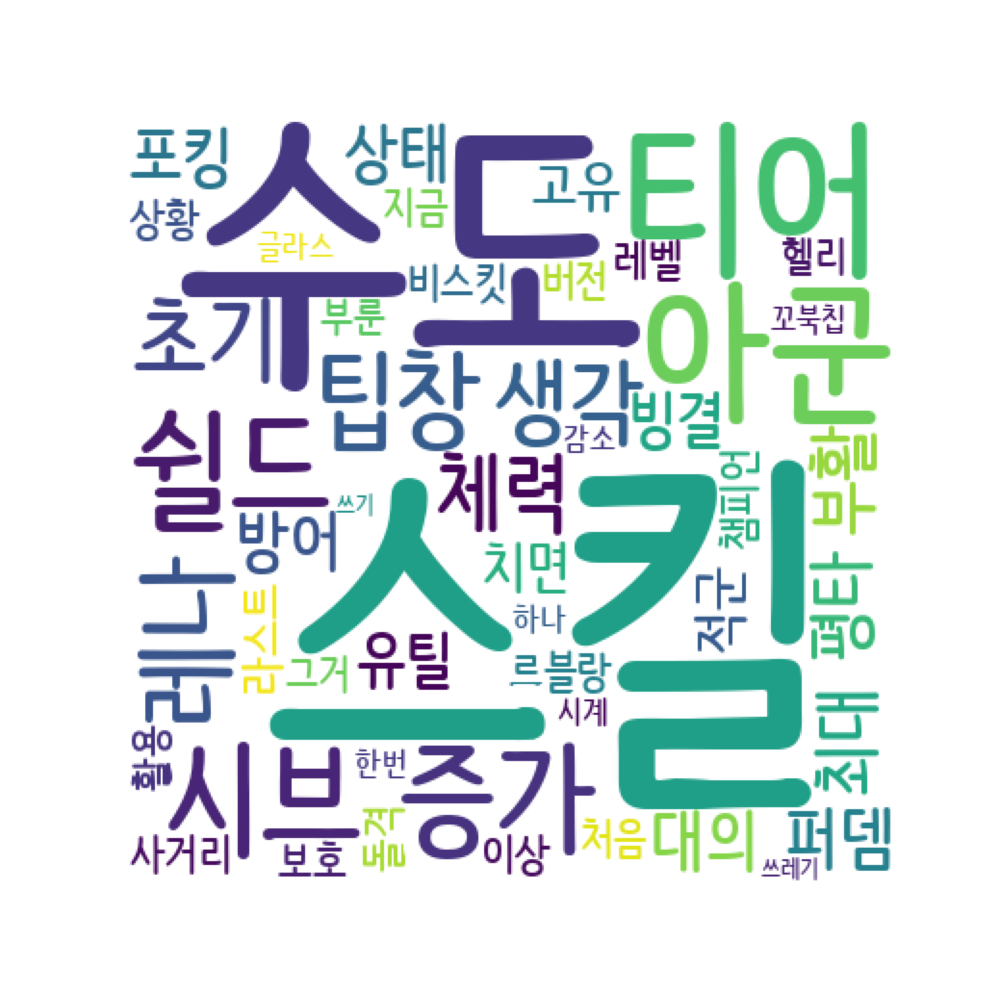 수도
티어
포킹
상태
고유
상황
지금
글라스
레벨
헬리
비스킷
버전
초기
부룬
아군
꼬북칩
팁창
생각
빙결
쉴드
감소
체력
부활
챔피언
쓰기
방어
스킬
치면
레나
라스트
하나
적군
평타
그거
유틸
르블랑
시계
최대
활용
시브
한번
증가
사거리
보호
돌격
이상
처음
대의
퍼뎀
쓰레기